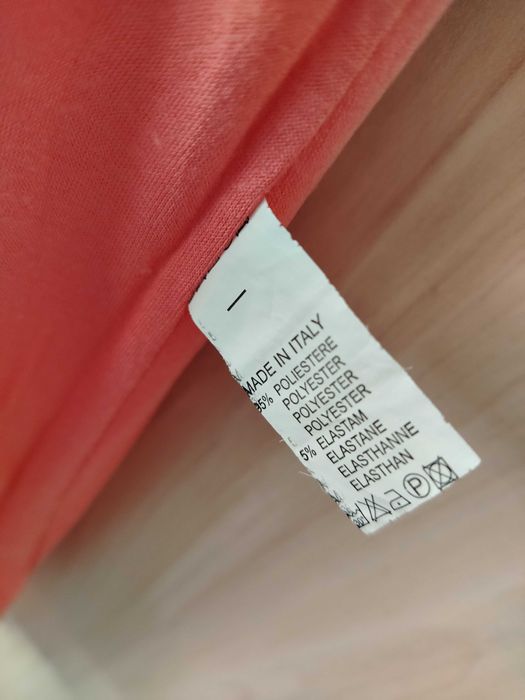 MADE IN ITALY
95% POLIESTERE
POLYESTER
POLYESTER
POLYESTER
5% ELASTAM
ELASTANE
ELASTHANNE
ELASTHAN
P